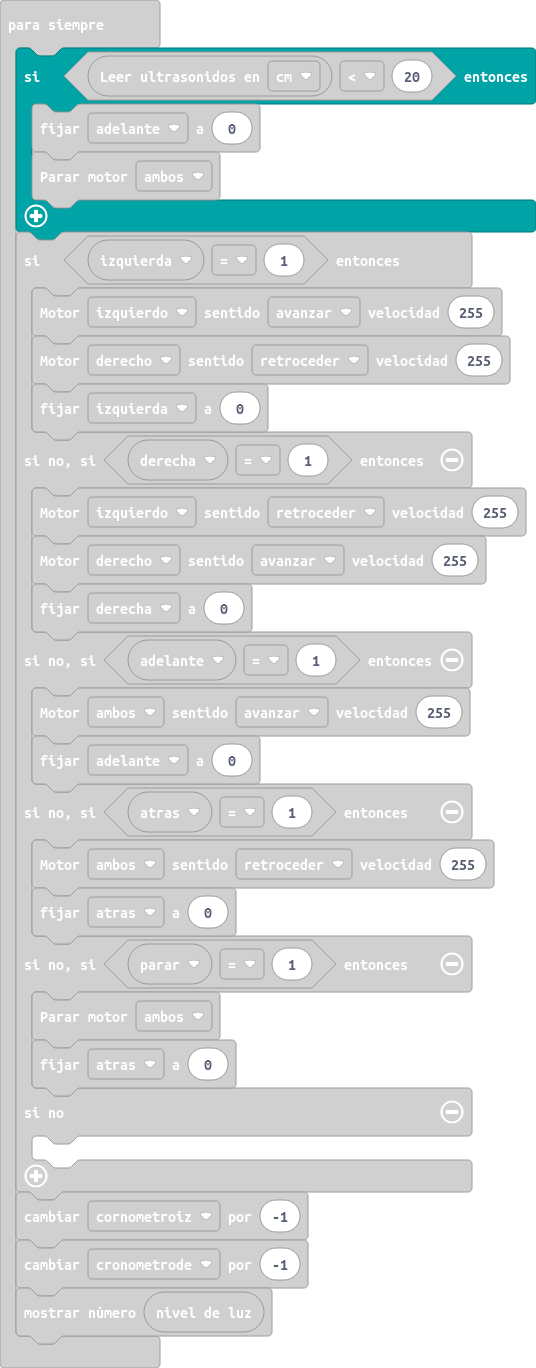 para siempre
si Leer ultrasonidos en cm < 20 entonces
fijar adelante a 0
Parar motor ambos
si izquierda = 1 entonces
Motor izquierdo sentido avanzar velocidad 255
Motor derecho sentido retroceder velocidad 255
fijar izquierda a 0
si no, si derecha = 1 entonces
Motor izquierdo sentido retroceder velocidad 255
Motor derecho sentido avanzar velocidad 255
fijar derecha a 0
si no, si adelante = 1 entonces
Motor ambos sentido avanzar velocidad 255
fijar adelante a 0
si no, si atras = 1 entonces
Motor ambos sentido retroceder velocidad 255
fijar atras a 0
si no, si parar = 1 entonces
Parar motor ambos
fijar atras a 0
si no
cambiar cornometroiz por -1
cambiar cronometrode por -1
mostrar número nivel de luz